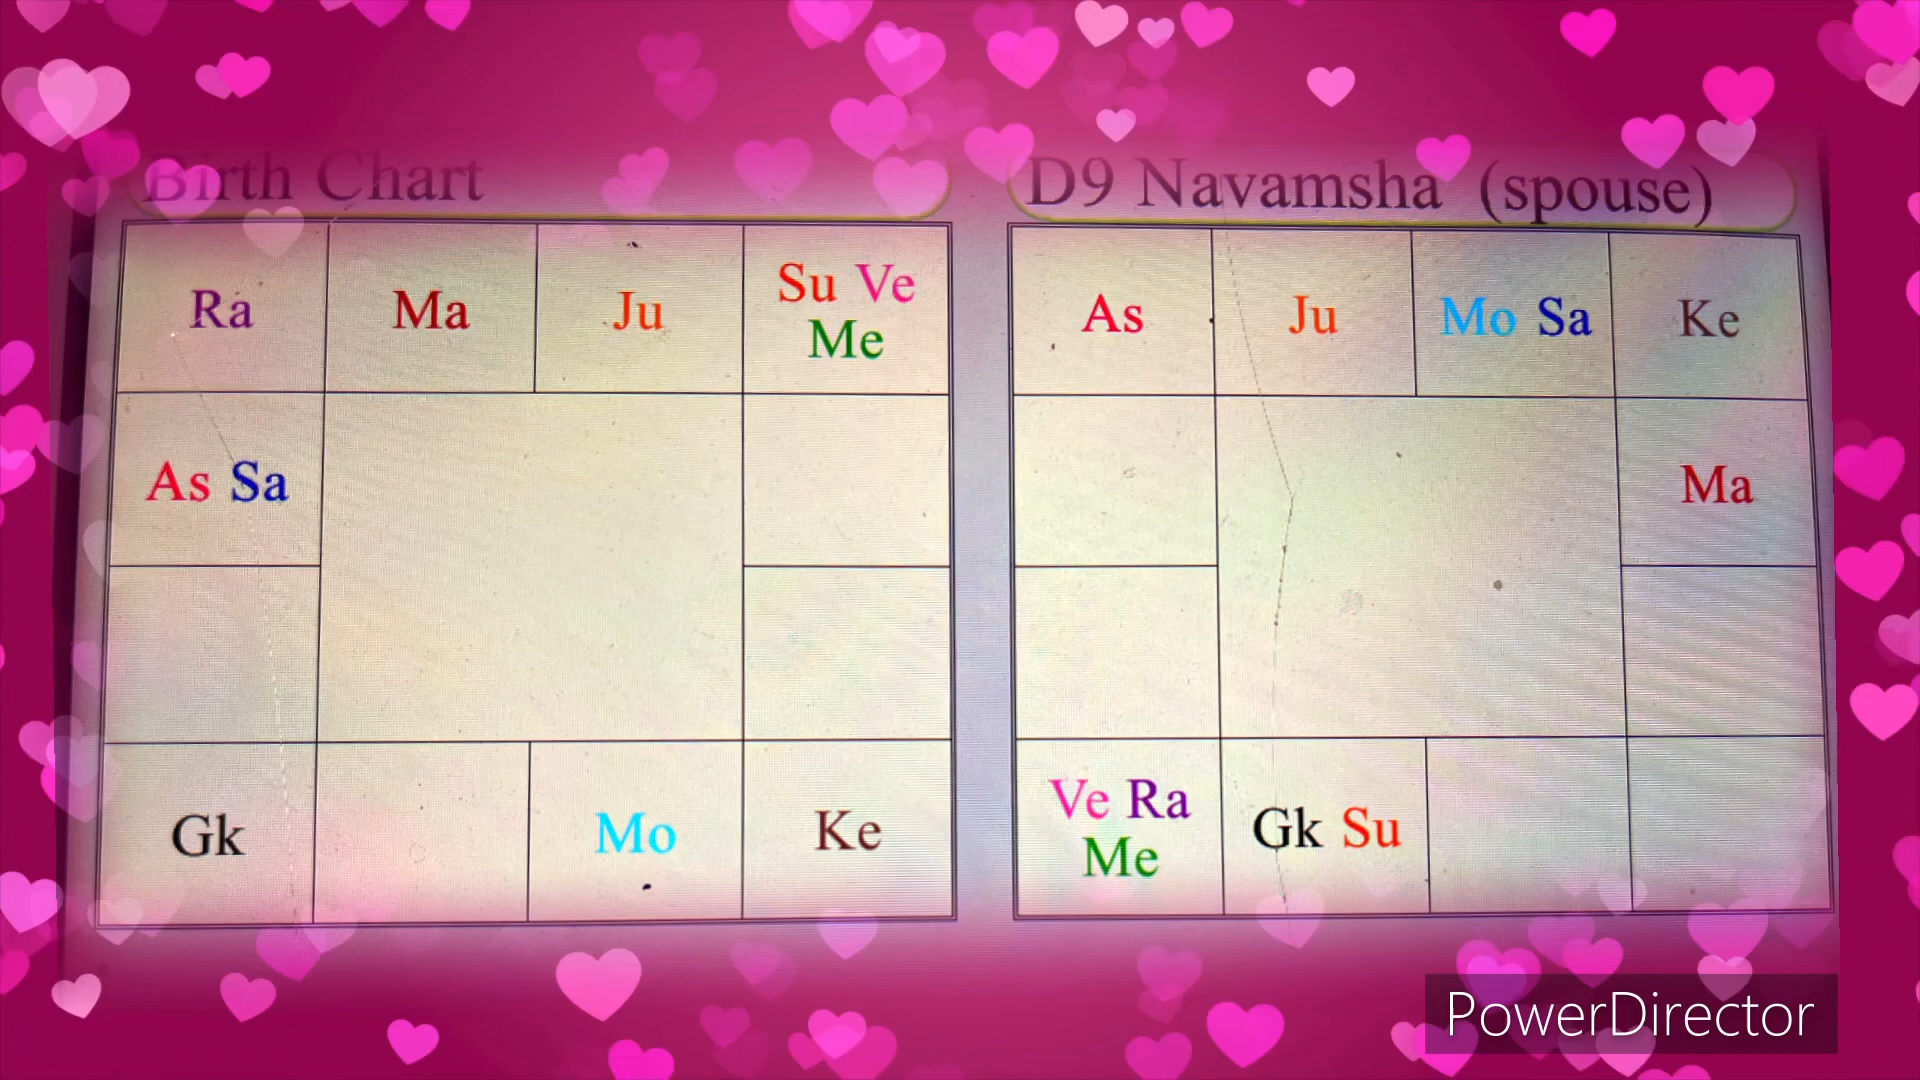 Birth Chart
Ra
Ma
Ju
Su Ve
Me
As Sa
Gk
Mo
Ke
D9 Navamsha (spouse)
As
Ju
Mo Sa
Ke
Ma
Ve Ra
Me
Gk Su
PowerDirector